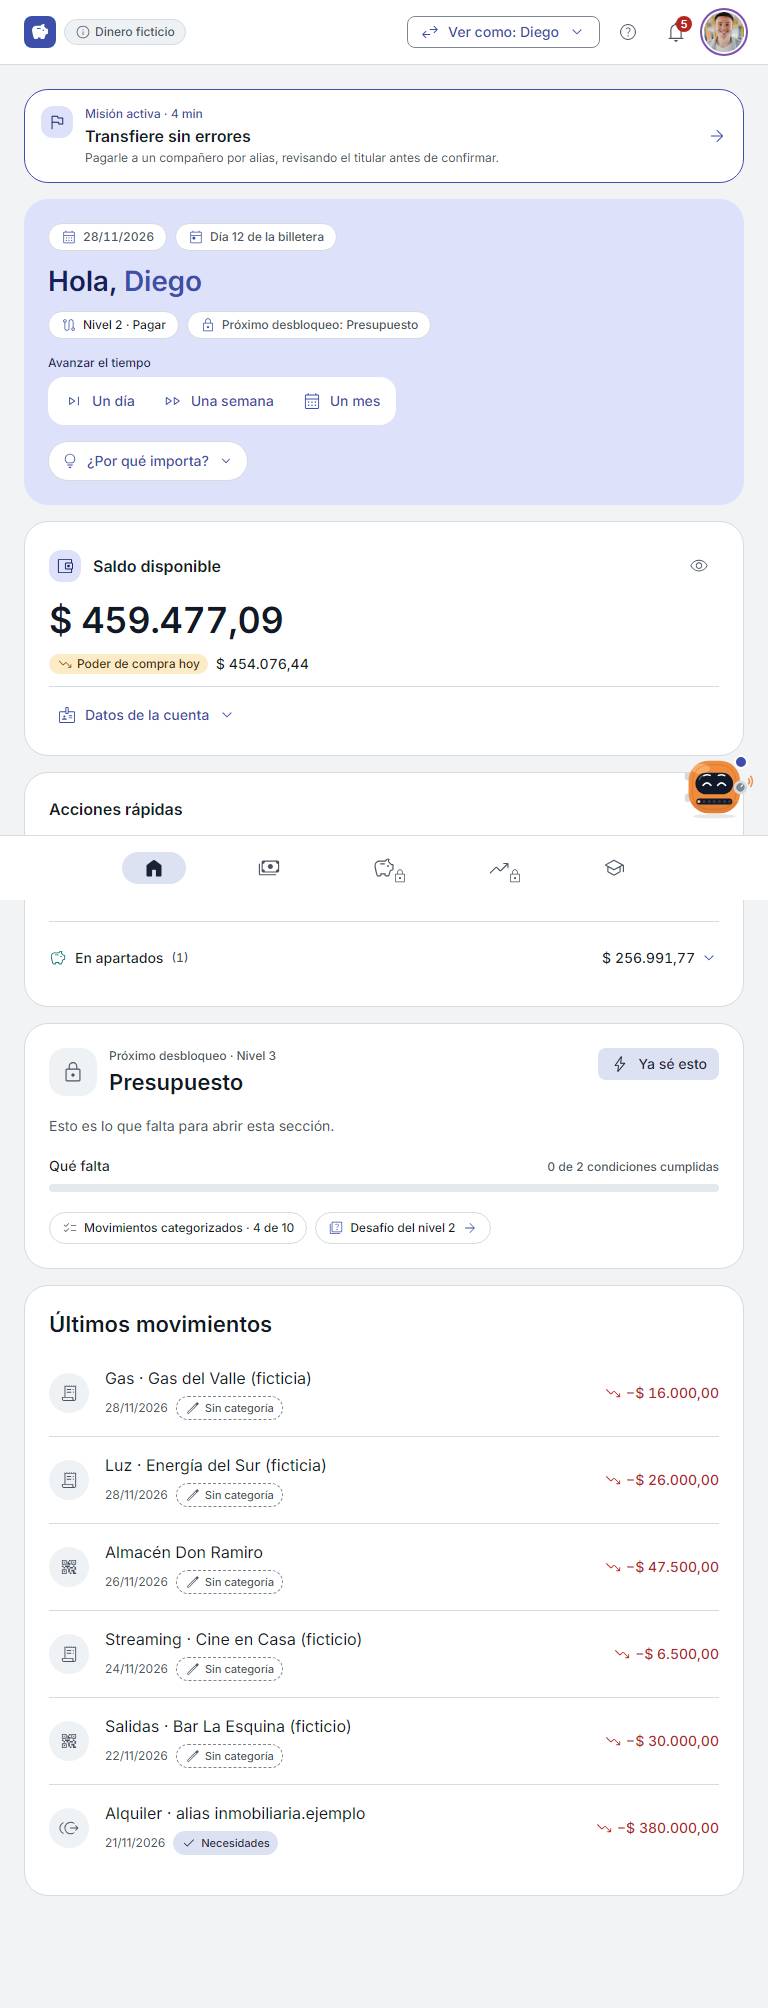 Dinero ficticio
Ver como: Diego
5
Misión activa · 4 min
Transfiere sin errores
Pagarle a un compañero por alias, revisando el titular antes de confirmar.
28/11/2026
Día 12 de la billetera
Hola, Diego
Nivel 2 · Pagar
Próximo desbloqueo: Presupuesto
Avanzar el tiempo
Un día
Una semana
Un mes
¿Por qué importa?
Saldo disponible
$ 459.477,09
Poder de compra hoy
$ 454.076,44
Datos de la cuenta
Acciones rápidas
En apartados (1)
$ 256.991,77
Próximo desbloqueo · Nivel 3
Presupuesto
Ya sé esto
Esto es lo que falta para abrir esta sección.
Qué falta
0 de 2 condiciones cumplidas
Movimientos categorizados · 4 de 10
Desafío del nivel 2
Últimos movimientos
Gas · Gas del Valle (ficticia)
28/11/2026
Sin categoría
−$ 16.000,00
Luz · Energía del Sur (ficticia)
28/11/2026
Sin categoría
−$ 26.000,00
Almacén Don Ramiro
26/11/2026
Sin categoría
−$ 47.500,00
Streaming · Cine en Casa (ficticio)
24/11/2026
Sin categoría
−$ 6.500,00
Salidas · Bar La Esquina (ficticio)
22/11/2026
Sin categoría
−$ 30.000,00
Alquiler · alias inmobiliaria.ejemplo
21/11/2026
Necesidades
−$ 380.000,00